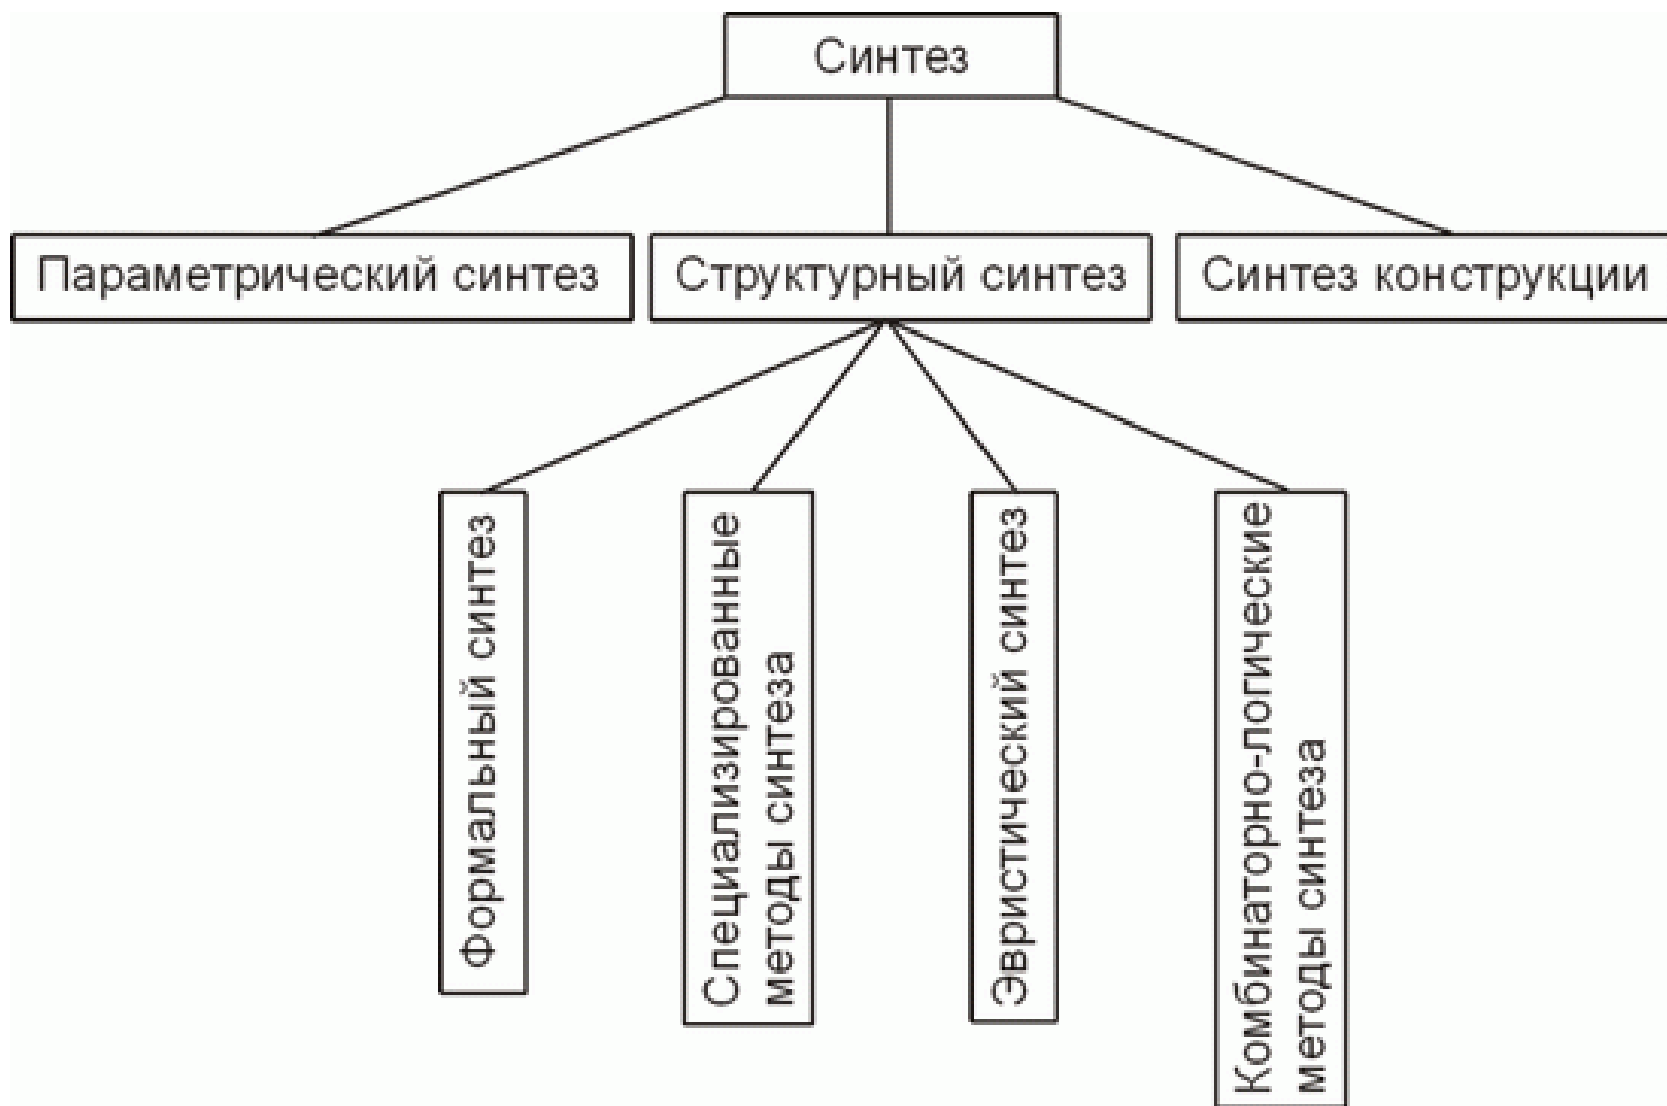 Синтез
Параметрический синтез
Структурный синтез
Синтез конструкции
Формальный синтез
Специализированные
методы синтеза
Эвристический синтез
Комбинаторно-логические
методы синтеза